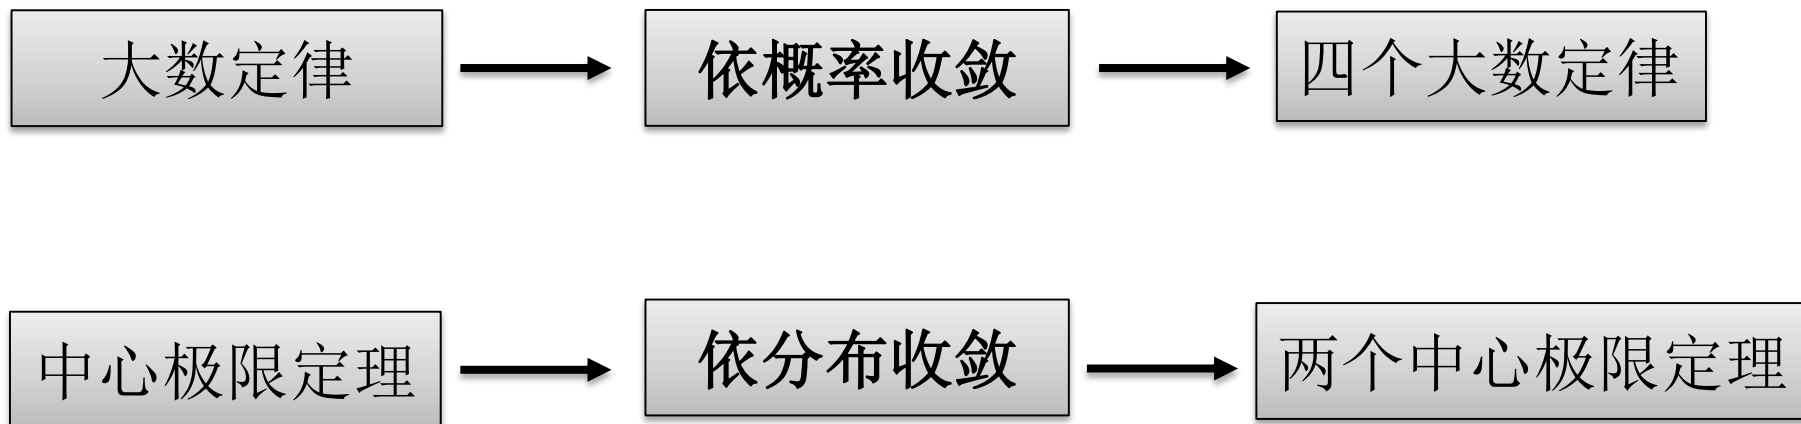 大数定律
依概率收敛
四个大数定律
中心极限定理
依分布收敛
两个中心极限定理